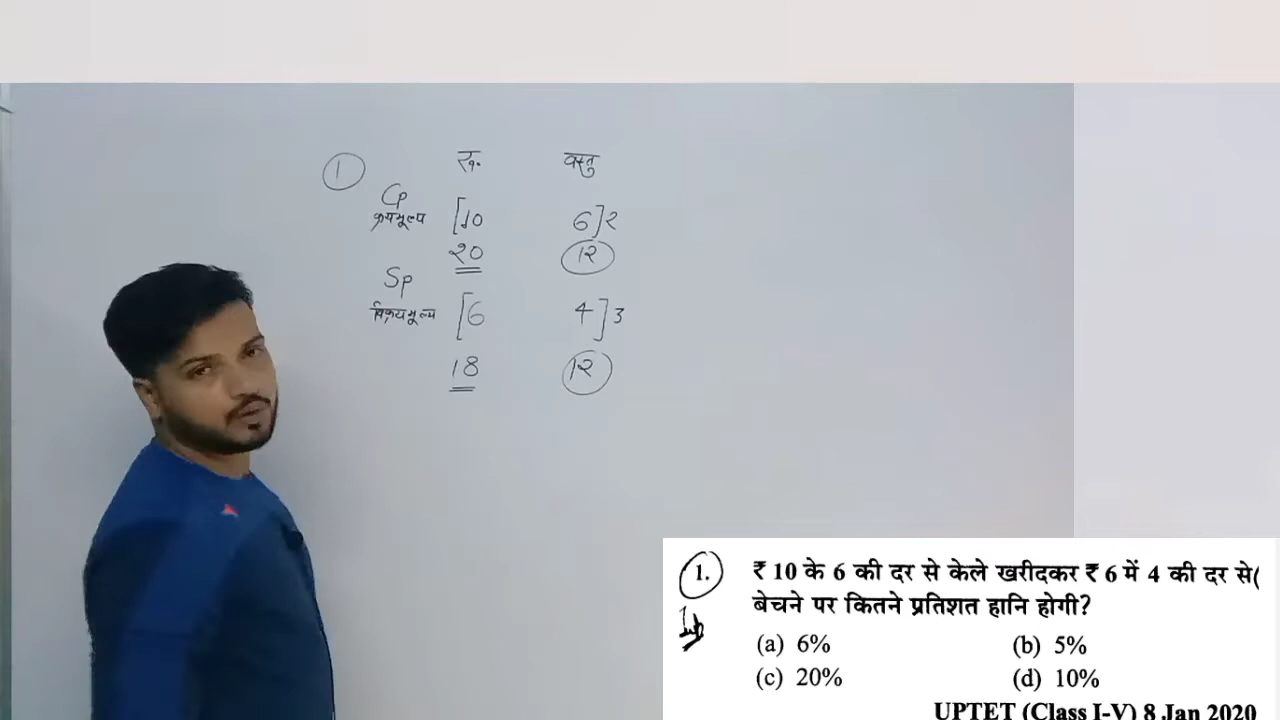 1 रु. वस्तु
CP
क्रयमूल्य [10 6]2
20 12
SP
विक्रयमूल्य [6 4]3
18 12
1. ₹ 10 के 6 की दर से केले खरीदकर ₹ 6 में 4 की दर से(
बेचने पर कितने प्रतिशत हानि होगी?
(a) 6% (b) 5%
(c) 20% (d) 10%
UPTET (Class I-V) 8 Jan 2020